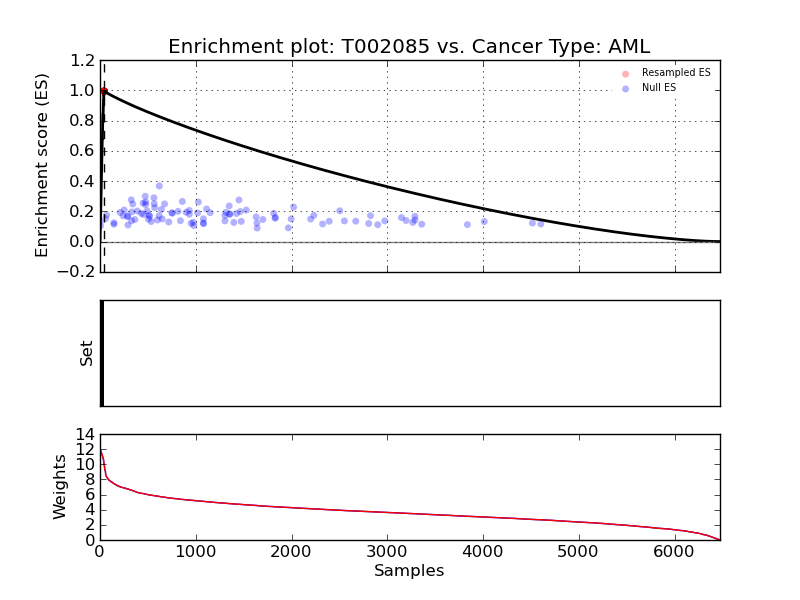 Enrichment plot: T002085 vs. Cancer Type: AML
Enrichment score (ES)
1.2
1.0
0.8
0.6
0.4
0.2
0.0
−0.2
Resampled ES
Null ES
Set
Weights
14
12
10
8
6
4
2
0
0 1000 2000 3000 4000 5000 6000
Samples